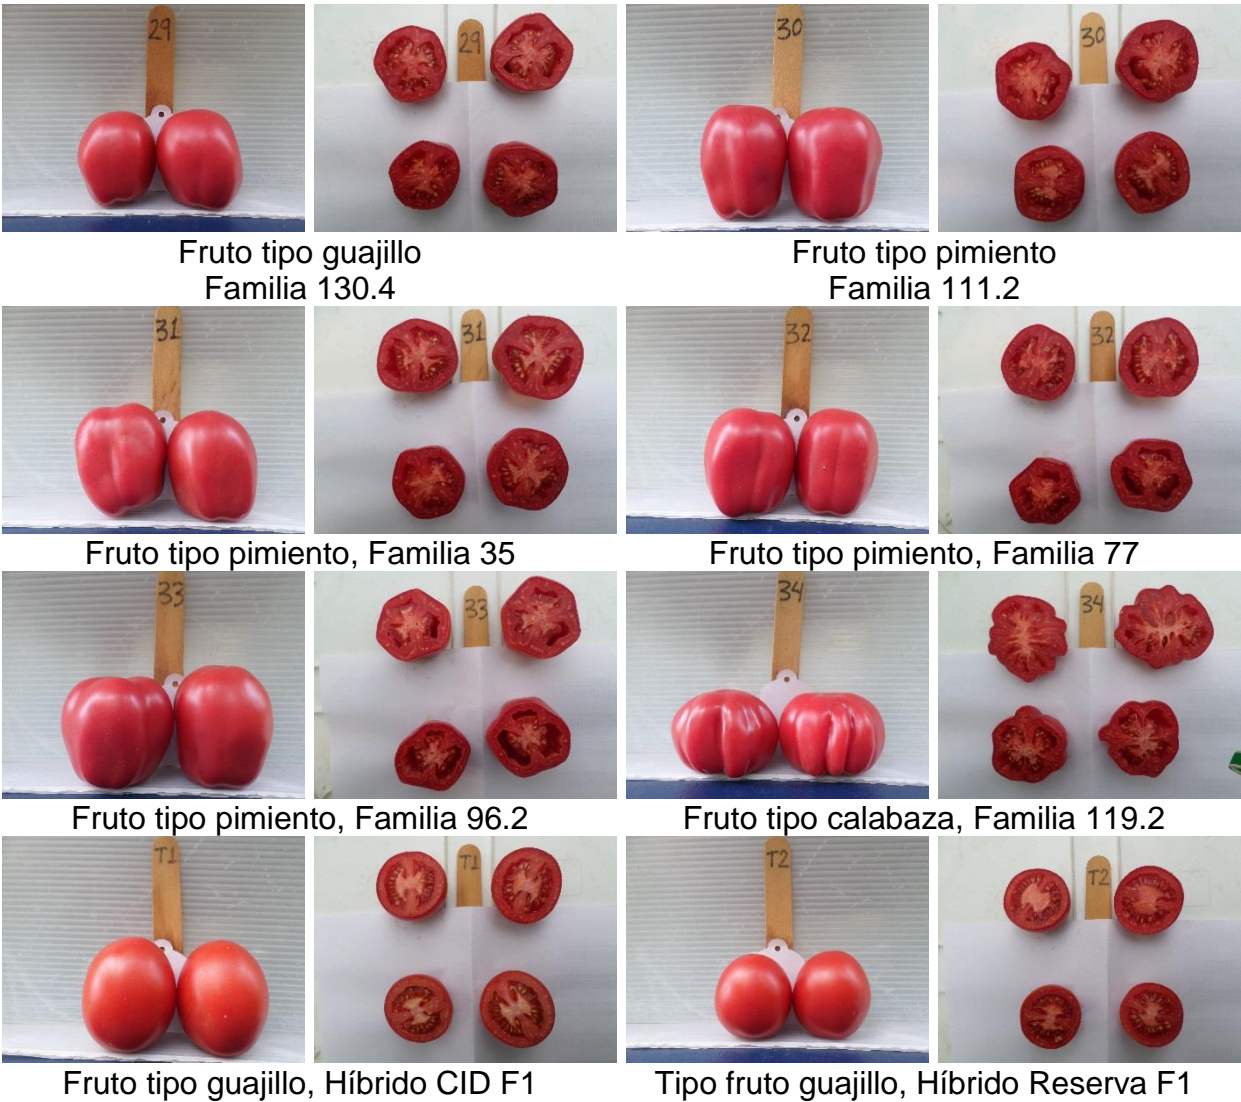 29 29 30 30
Fruto tipo guajillo
Familia 130.4
Fruto tipo pimiento
Familia 111.2
31 31 32 32
Fruto tipo pimiento, Familia 35
Fruto tipo pimiento, Familia 77
33 33 34 34
Fruto tipo pimiento, Familia 96.2
Fruto tipo calabaza, Familia 119.2
T1 T1 T2 T2
Fruto tipo guajillo, Híbrido CID F1
Tipo fruto guajillo, Híbrido Reserva F1